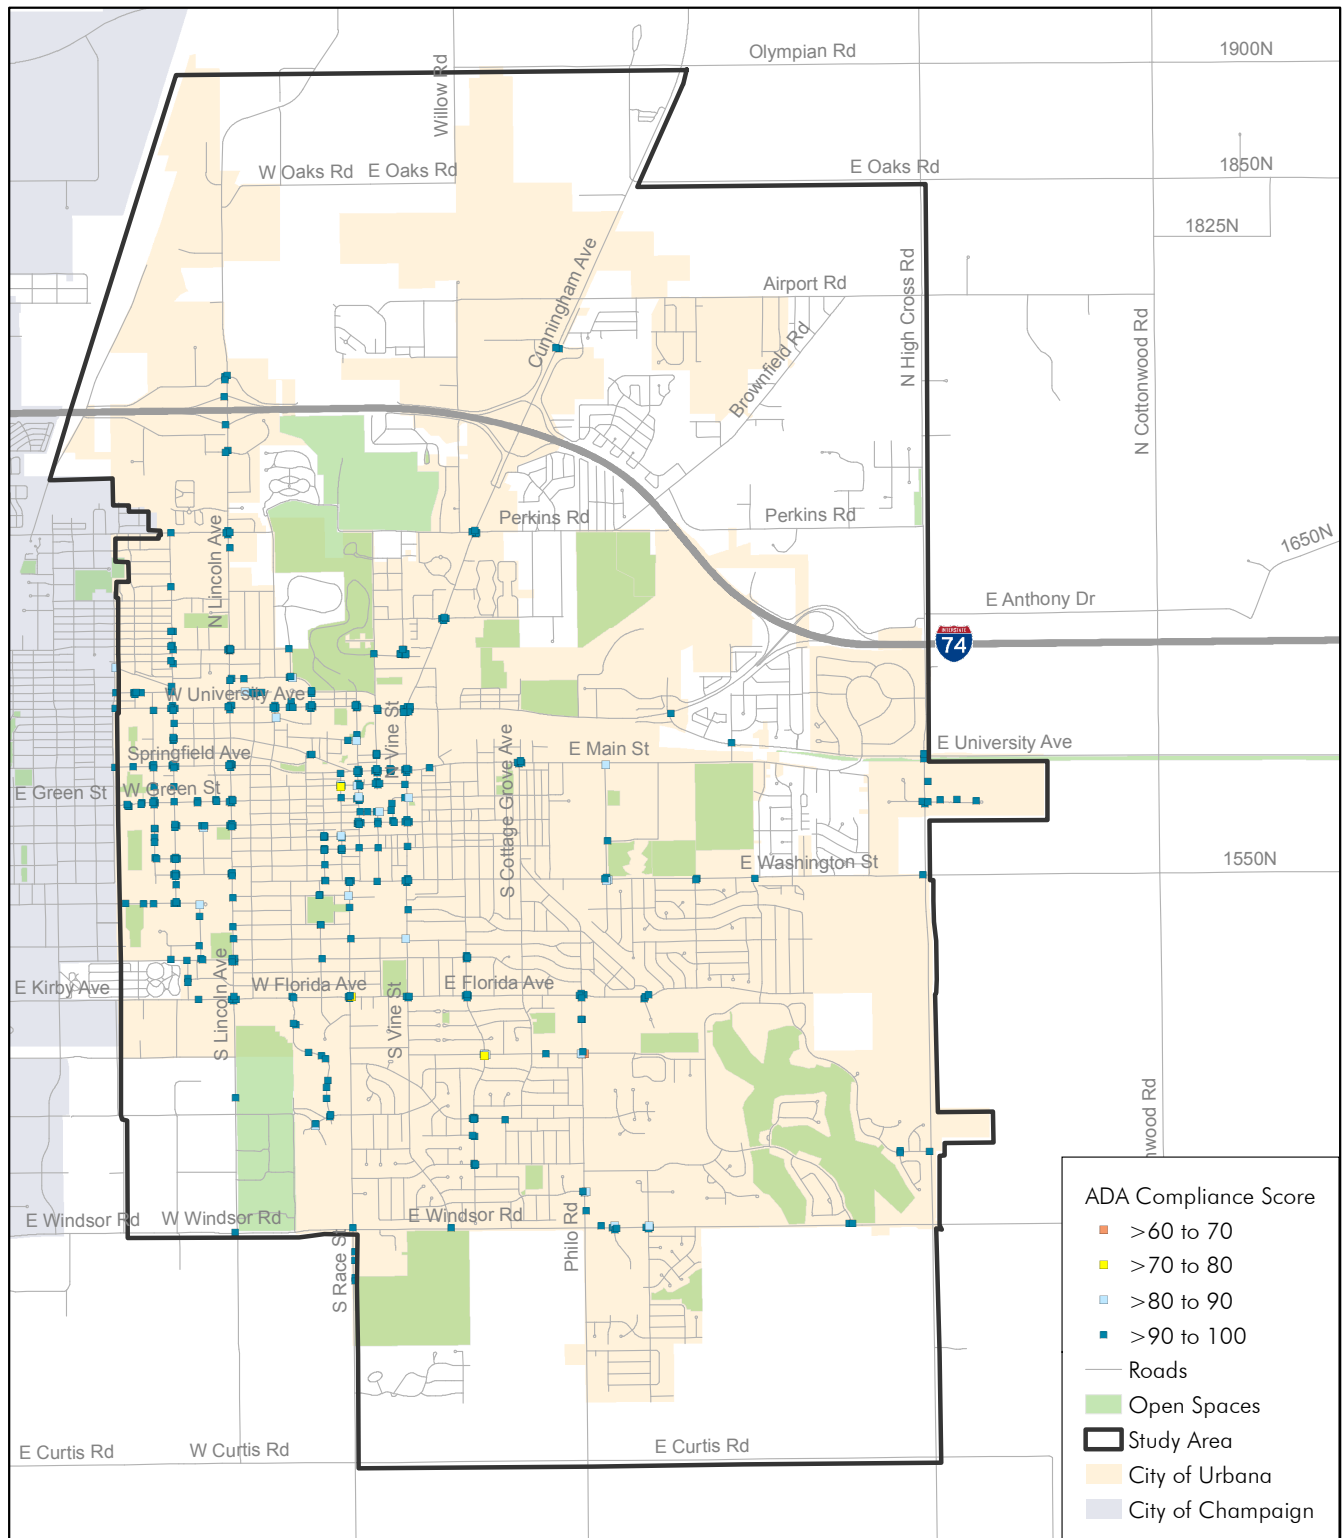 Olympian Rd
1900N
Willow Rd
W Oaks Rd
E Oaks Rd
E Oaks Rd
1850N
1825N
Cunningham Ave
Airport Rd
N High Cross Rd
Brownfield Rd
N Cottonwood Rd
Perkins Rd
Perkins Rd
N Lincoln Ave
1650N
E Anthony Dr
INTERSTATE
74
W University Ave
N Vine St
Springfield Ave
S Cottage Grove Ave
E Main St
E University Ave
E Green St
W Green St
E Washington St
1550N
E Kirby Ave
S Lincoln Ave
W Florida Ave
S Vine St
E Florida Ave
nwood Rd
E Windsor Rd
W Windsor Rd
S Race St
E Windsor Rd
Philo Rd
E Curtis Rd
W Curtis Rd
E Curtis Rd
ADA Compliance Score
>60 to 70
>70 to 80
>80 to 90
>90 to 100
Roads
Open Spaces
Study Area
City of Urbana
City of Champaign